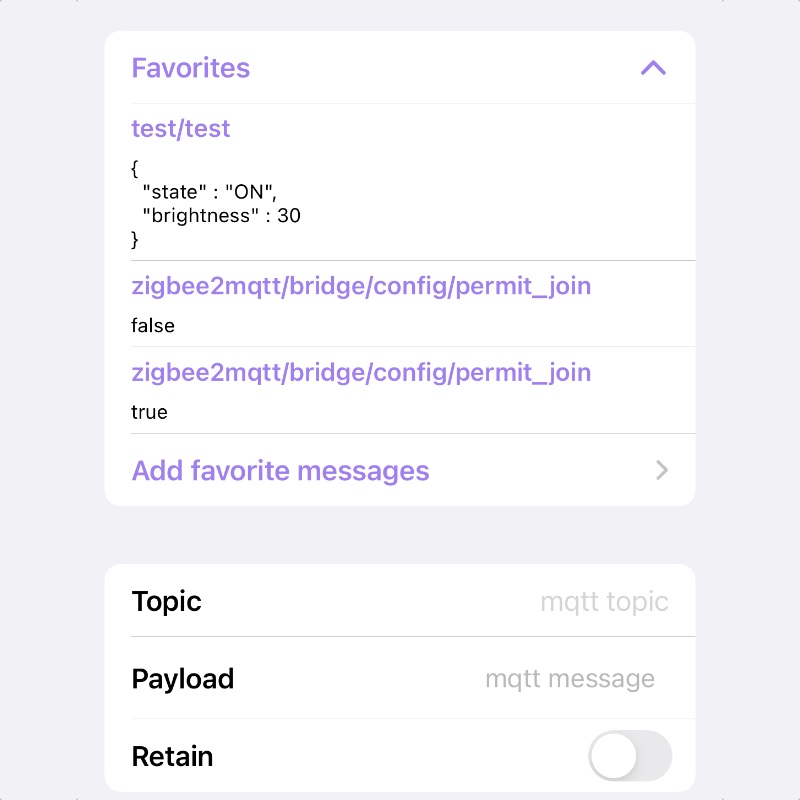 Favorites
test/test
{
"state" : "ON",
"brightness" : 30
}
zigbee2mqtt/bridge/config/permit_join
false
zigbee2mqtt/bridge/config/permit_join
true
Add favorite messages
Topic mqtt topic
Payload mqtt message
Retain